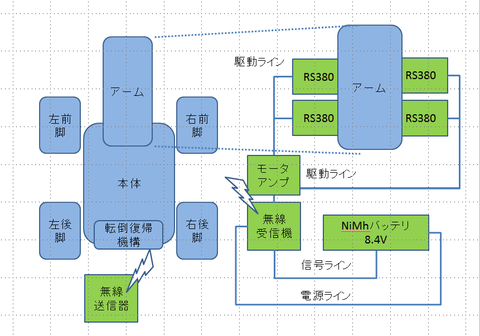 アーム
左前
脚
右前
脚
本体
左後
脚
右後
脚
転倒復帰
機構
無線
送信器
駆動ライン
RS380
RS380
アーム
RS380
RS380
モータ
アンプ
駆動ライン
無線
受信機
NiMhバッテリ
8.4V
信号ライン
電源ライン